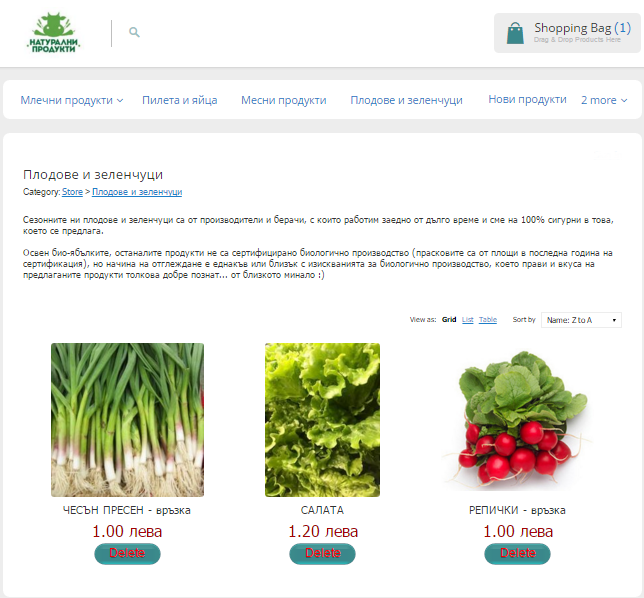 НАТУРАЛНИ
ПРОДУКТИ
Shopping Bag (1)
Drag & Drop Products Here
Млечни продукти
Пилета и яйца
Месни продукти
Плодове и зеленчуци
Нови продукти
2 more
Плодове и зеленчуци
Category: Store > Плодове и зеленчуци
Сезонните ни плодове и зеленчуци са от производители и берачи, с които работим заедно от дълго време и сме на 100% сигурни в това,
което се предлага.
Освен био-ябълките, останалите продукти не са сертифицирано биологично производство (прасковите са от площи в последна година на
сертификация), но начина на отглеждане е еднакъв или близък с изискванията за биологично производство, което прави и вкуса на
предлаганите продукти толкова добре познат... от близкото минало :)
View as: Grid List Table Sort by Name: Z to A
ЧЕСЪН ПРЕСЕН - връзка
1.00 лева
Delete
САЛАТА
1.20 лева
Delete
РЕПИЧКИ - връзка
1.00 лева
Delete